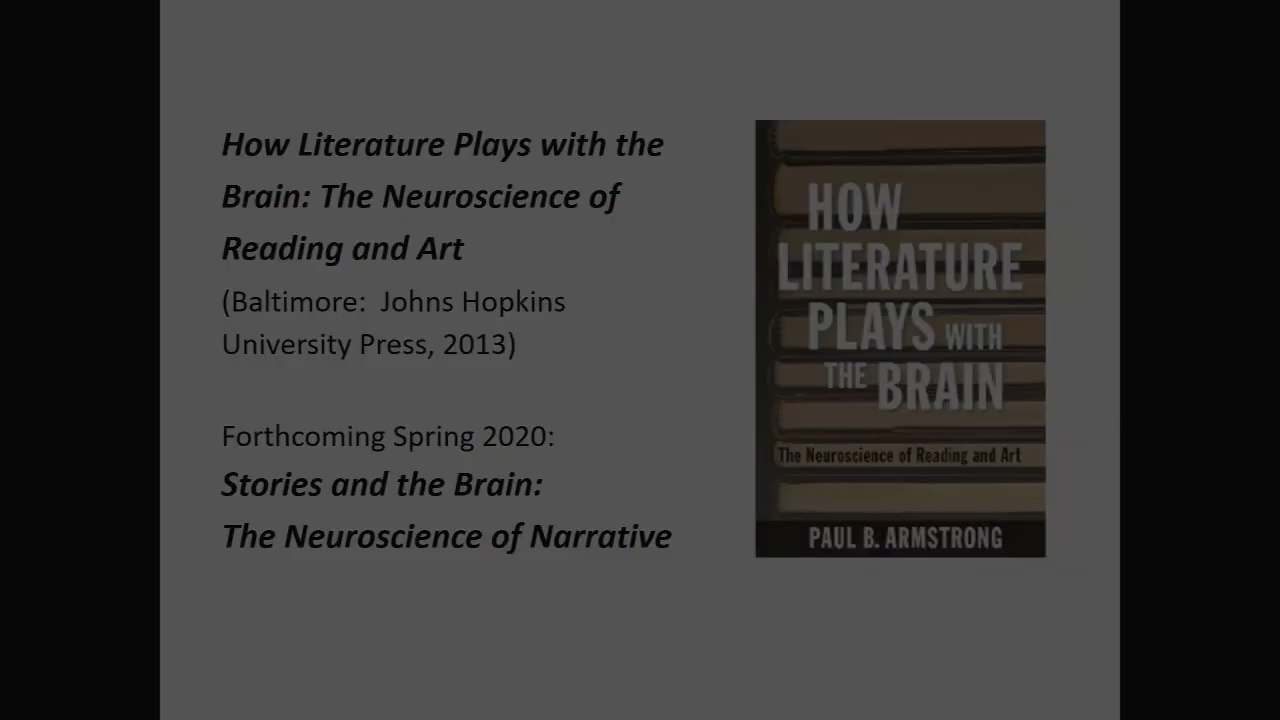 How Literature Plays with the
Brain: The Neuroscience of
Reading and Art
(Baltimore:  Johns Hopkins
University Press, 2013)
Forthcoming Spring 2020:
Stories and the Brain:
The Neuroscience of Narrative
HOW
LITERATURE
PLAYS WITH
THE BRAIN
The Neuroscience of Reading and Art
PAUL B. ARMSTRONG